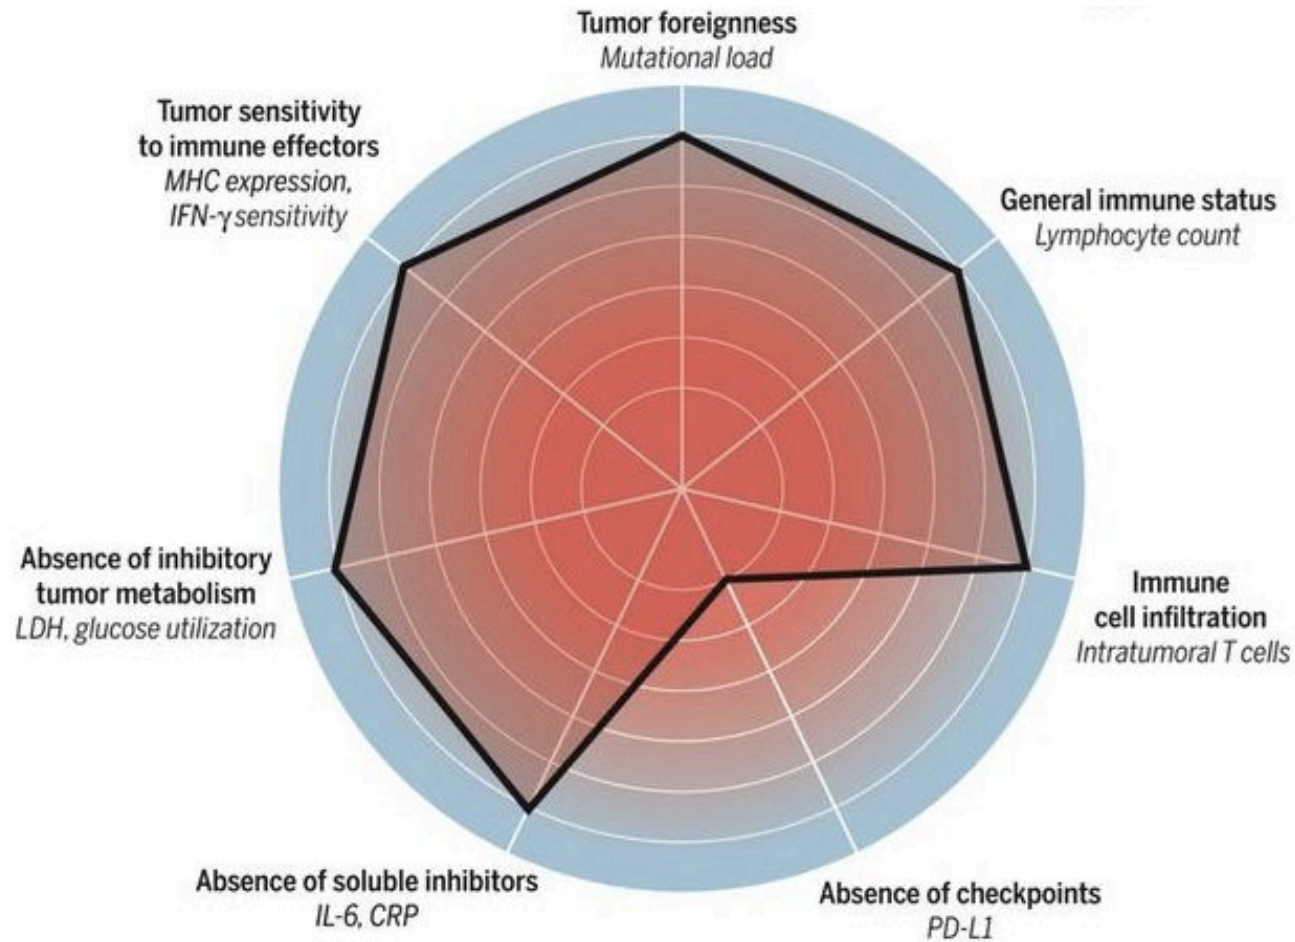 Tumor foreignness
Mutational load
Tumor sensitivity
to immune effectors
MHC expression,
IFN-γ sensitivity
General immune status
Lymphocyte count
Absence of inhibitory
tumor metabolism
LDH, glucose utilization
Immune
cell infiltration
Intratumoral T cells
Absence of soluble inhibitors
IL-6, CRP
Absence of checkpoints
PD-L1